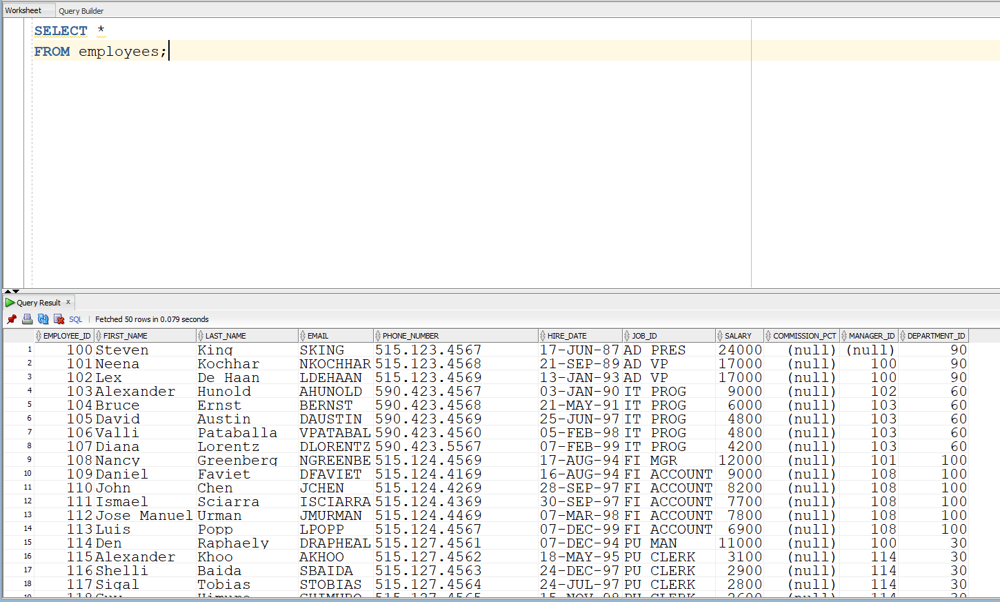 Worksheet Query Builder
SELECT *
FROM employees;
Query Result x
SQL | Fetched 50 rows in 0.079 seconds
EMPLOYEE_ID FIRST_NAME LAST_NAME EMAIL PHONE_NUMBER HIRE_DATE JOB_ID SALARY COMMISSION_PCT MANAGER_ID DEPARTMENT_ID
1 100 Steven King SKING 515.123.4567 17-JUN-87 AD PRES 24000 (null) (null) 90
2 101 Neena Kochhar NKOCHHAR 515.123.4568 21-SEP-89 AD VP 17000 (null) 100 90
3 102 Lex De Haan LDEHAAN 515.123.4569 13-JAN-93 AD VP 17000 (null) 100 90
4 103 Alexander Hunold AHUNOLD 590.423.4567 03-JAN-90 IT PROG 9000 (null) 102 60
5 104 Bruce Ernst BERNST 590.423.4568 21-MAY-91 IT PROG 6000 (null) 103 60
6 105 David Austin DAUSTIN 590.423.4569 25-JUN-97 IT PROG 4800 (null) 103 60
7 106 Valli Pataballa VPATABAL 590.423.4560 05-FEB-98 IT PROG 4800 (null) 103 60
8 107 Diana Lorentz DLORENTZ 590.423.5567 07-FEB-99 IT PROG 4200 (null) 103 60
9 108 Nancy Greenberg NGREENBE 515.124.4569 17-AUG-94 FI MGR 12000 (null) 101 100
10 109 Daniel Faviet DFAVIET 515.124.4169 16-AUG-94 FI ACCOUNT 9000 (null) 108 100
11 110 John Chen JCHEN 515.124.4269 28-SEP-97 FI ACCOUNT 8200 (null) 108 100
12 111 Ismael Sciarra ISCIARRA 515.124.4369 30-SEP-97 FI ACCOUNT 7700 (null) 108 100
13 112 Jose Manuel Urman JMURMAN 515.124.4469 07-MAR-98 FI ACCOUNT 7800 (null) 108 100
14 113 Luis Popp LPOPP 515.124.4567 07-DEC-99 FI ACCOUNT 6900 (null) 108 100
15 114 Den Raphaely DRAPHEAL 515.127.4561 07-DEC-94 PU MAN 11000 (null) 100 30
16 115 Alexander Khoo AKHOO 515.127.4562 18-MAY-95 PU CLERK 3100 (null) 114 30
17 116 Shelli Baida SBAIDA 515.127.4563 24-DEC-97 PU CLERK 2900 (null) 114 30
18 117 Sigal Tobias STOBIAS 515.127.4564 24-JUL-97 PU CLERK 2800 (null) 114 30